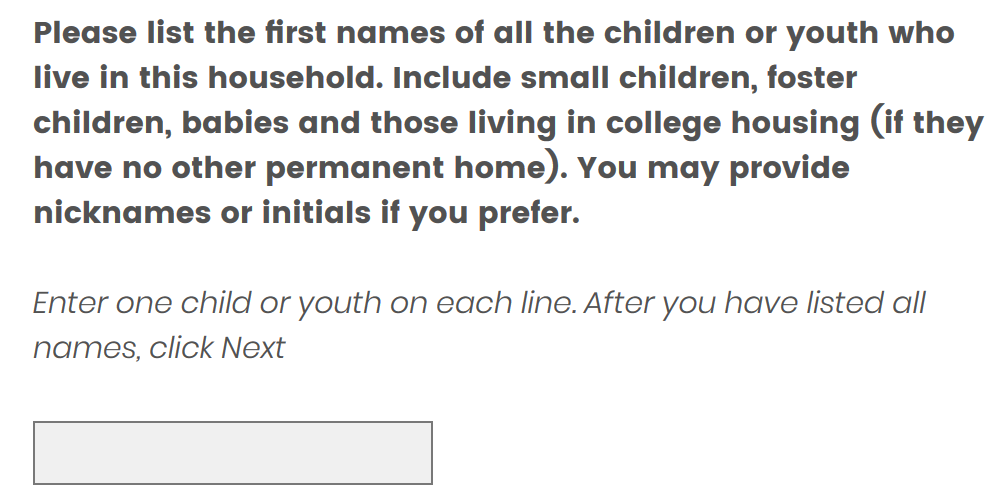 Please list the first names of all the children or youth who
live in this household. Include small children, foster
children, babies and those living in college housing (if they
have no other permanent home). You may provide
nicknames or initials if you prefer.
Enter one child or youth on each line. After you have listed all
names, click Next